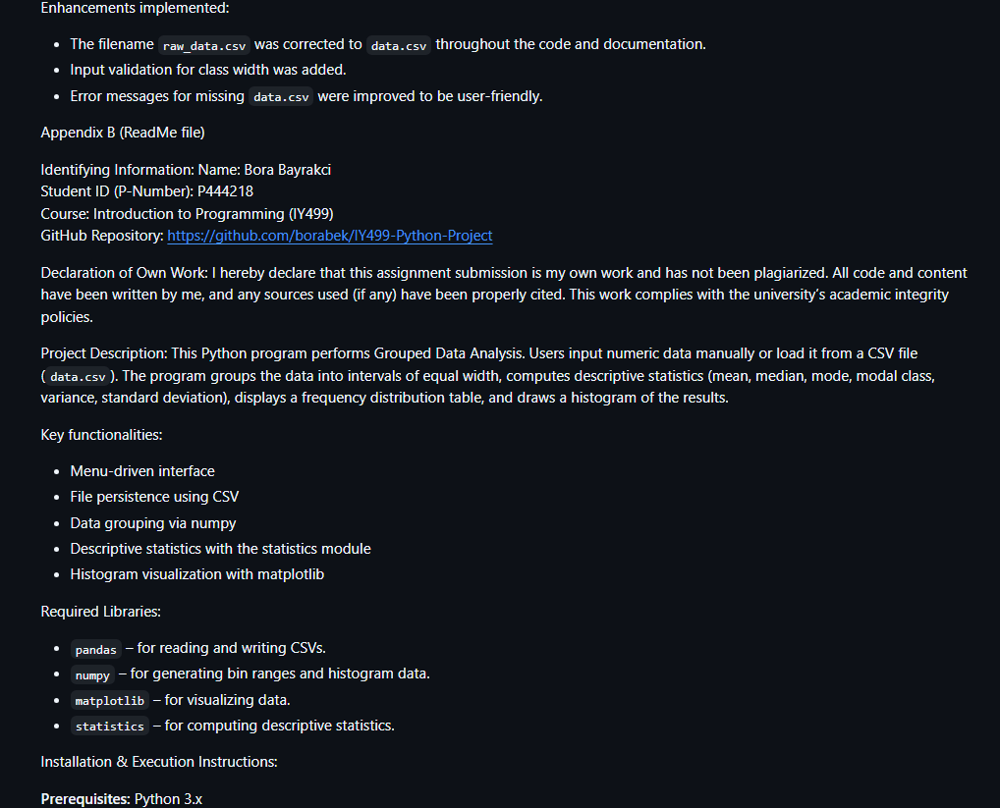 Enhancements implemented:
• The filename raw_data.csv was corrected to data.csv throughout the code and documentation.
• Input validation for class width was added.
• Error messages for missing data.csv were improved to be user-friendly.
Appendix B (ReadMe file)
Identifying Information: Name: Bora Bayrakci
Student ID (P-Number): P444218
Course: Introduction to Programming (IY499)
GitHub Repository: https://github.com/borabek/IY499-Python-Project
Declaration of Own Work: I hereby declare that this assignment submission is my own work and has not been plagiarized. All code and content
have been written by me, and any sources used (if any) have been properly cited. This work complies with the university's academic integrity
policies.
Project Description: This Python program performs Grouped Data Analysis. Users input numeric data manually or load it from a CSV file
( data.csv ). The program groups the data into intervals of equal width, computes descriptive statistics (mean, median, mode, modal class,
variance, standard deviation), displays a frequency distribution table, and draws a histogram of the results.
Key functionalities:
• Menu-driven interface
• File persistence using CSV
• Data grouping via numpy
• Descriptive statistics with the statistics module
• Histogram visualization with matplotlib
Required Libraries:
• pandas – for reading and writing CSVs.
• numpy – for generating bin ranges and histogram data.
• matplotlib – for visualizing data.
• statistics – for computing descriptive statistics.
Installation & Execution Instructions:
Prerequisites: Python 3.x